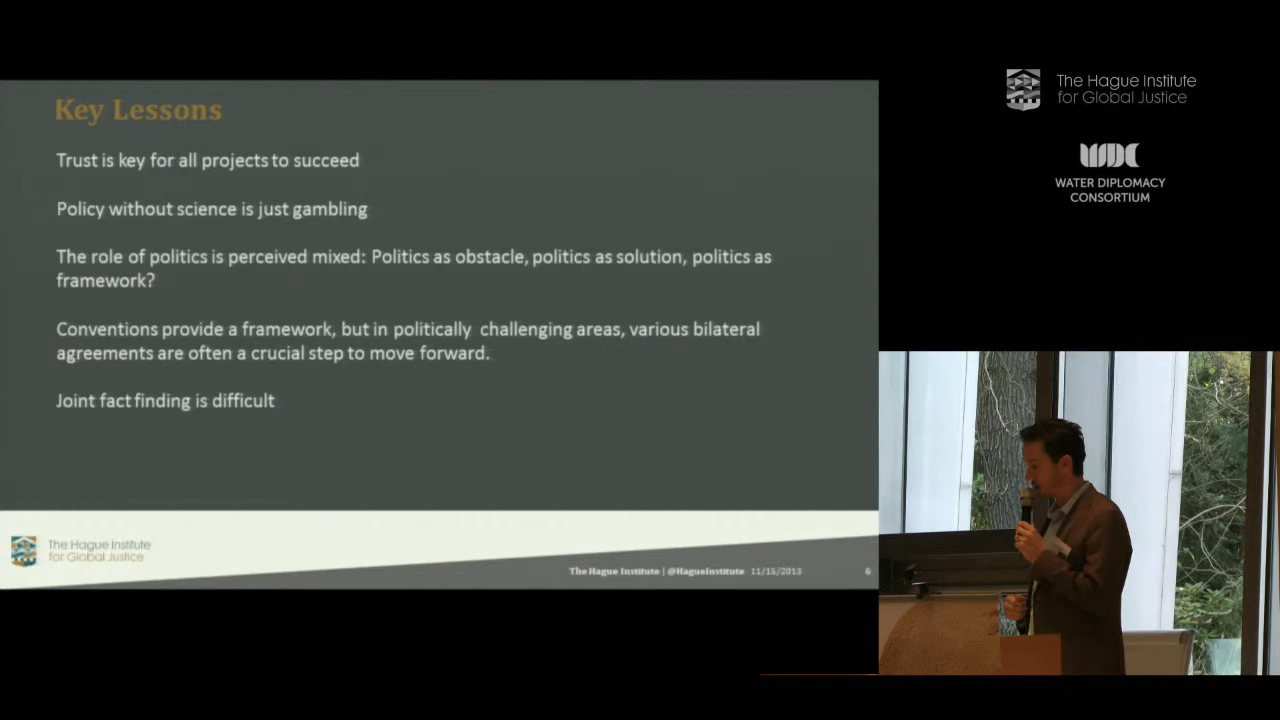 Key Lessons
Trust is key for all projects to succeed
Policy without science is just gambling
The role of politics is perceived mixed: Politics as obstacle, politics as solution, politics as
framework?
Conventions provide a framework, but in politically challenging areas, various bilateral
agreements are often a crucial step to move forward.
Joint fact finding is difficult
The Hague Institute
for Global Justice
The Hague Institute | @HagueInstitute 11/15/2013 6
The Hague Institute
for Global Justice
WDC
WATER DIPLOMACY
CONSORTIUM